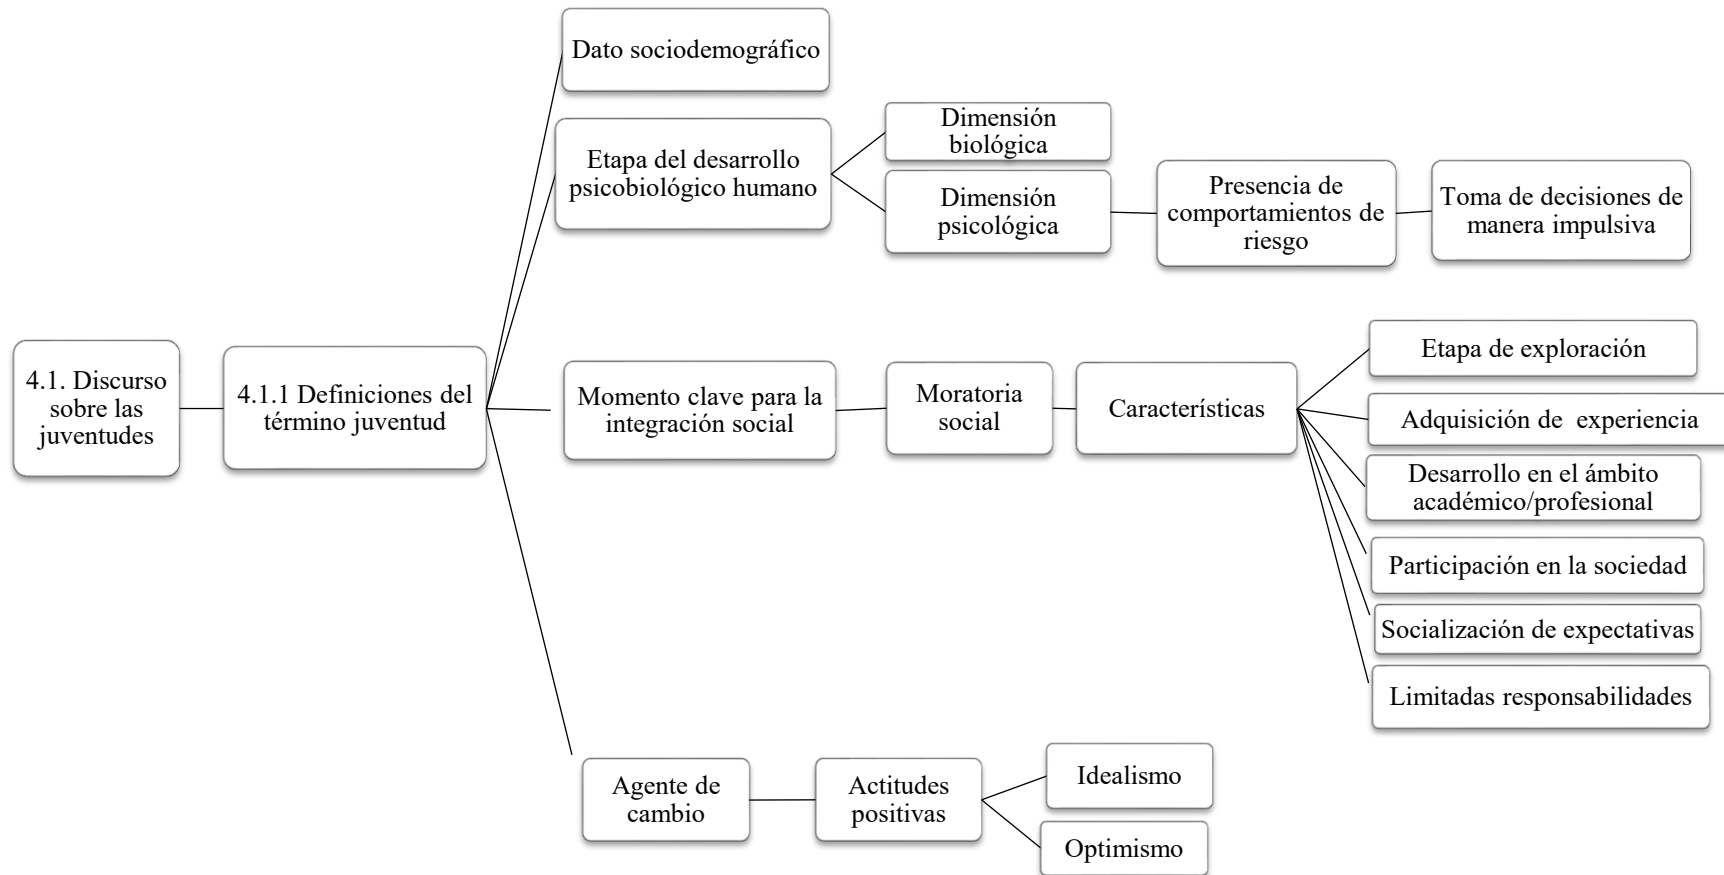 4.1. Discurso
sobre las
juventudes
4.1.1 Definiciones del
término juventud
Dato sociodemográfico
Etapa del desarrollo
psicobiológico humano
Dimensión
biológica
Dimensión
psicológica
Presencia de
comportamientos de
riesgo
Toma de decisiones de
manera impulsiva
Momento clave para la
integración social
Moratoria
social
Características
Etapa de exploración
Adquisición de experiencia
Desarrollo en el ámbito
académico/profesional
Participación en la sociedad
Socialización de expectativas
Limitadas responsabilidades
Agente de
cambio
Actitudes
positivas
Idealismo
Optimismo